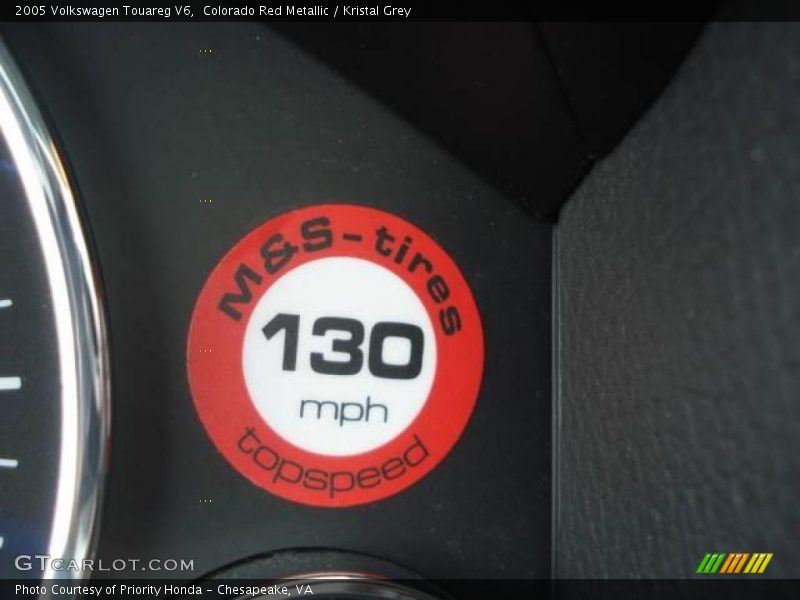 2005 Volkswagen Touareg V6,  Colorado Red Metallic / Kristal Grey
M&S-tires
130
mph
topspeed
GTCARLOT.COM
Photo Courtesy of Priority Honda - Chesapeake, VA